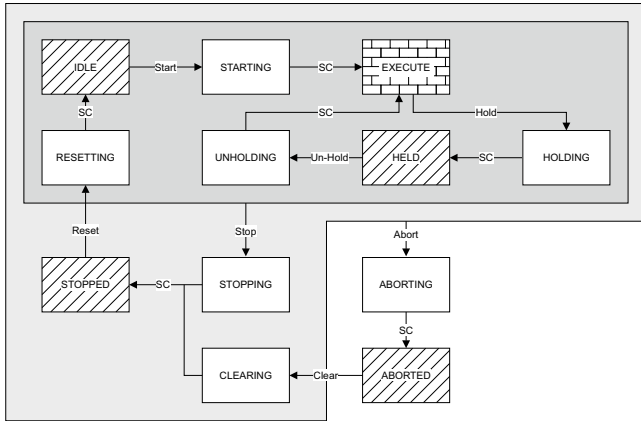 IDLE
Start
STARTING
SC
EXECUTE
SC
SC
Hold
RESETTING
UNHOLDING
Un-Hold
HELD
SC
HOLDING
Reset
Stop
Abort
STOPPED
SC
STOPPING
ABORTING
SC
CLEARING
Clear
ABORTED